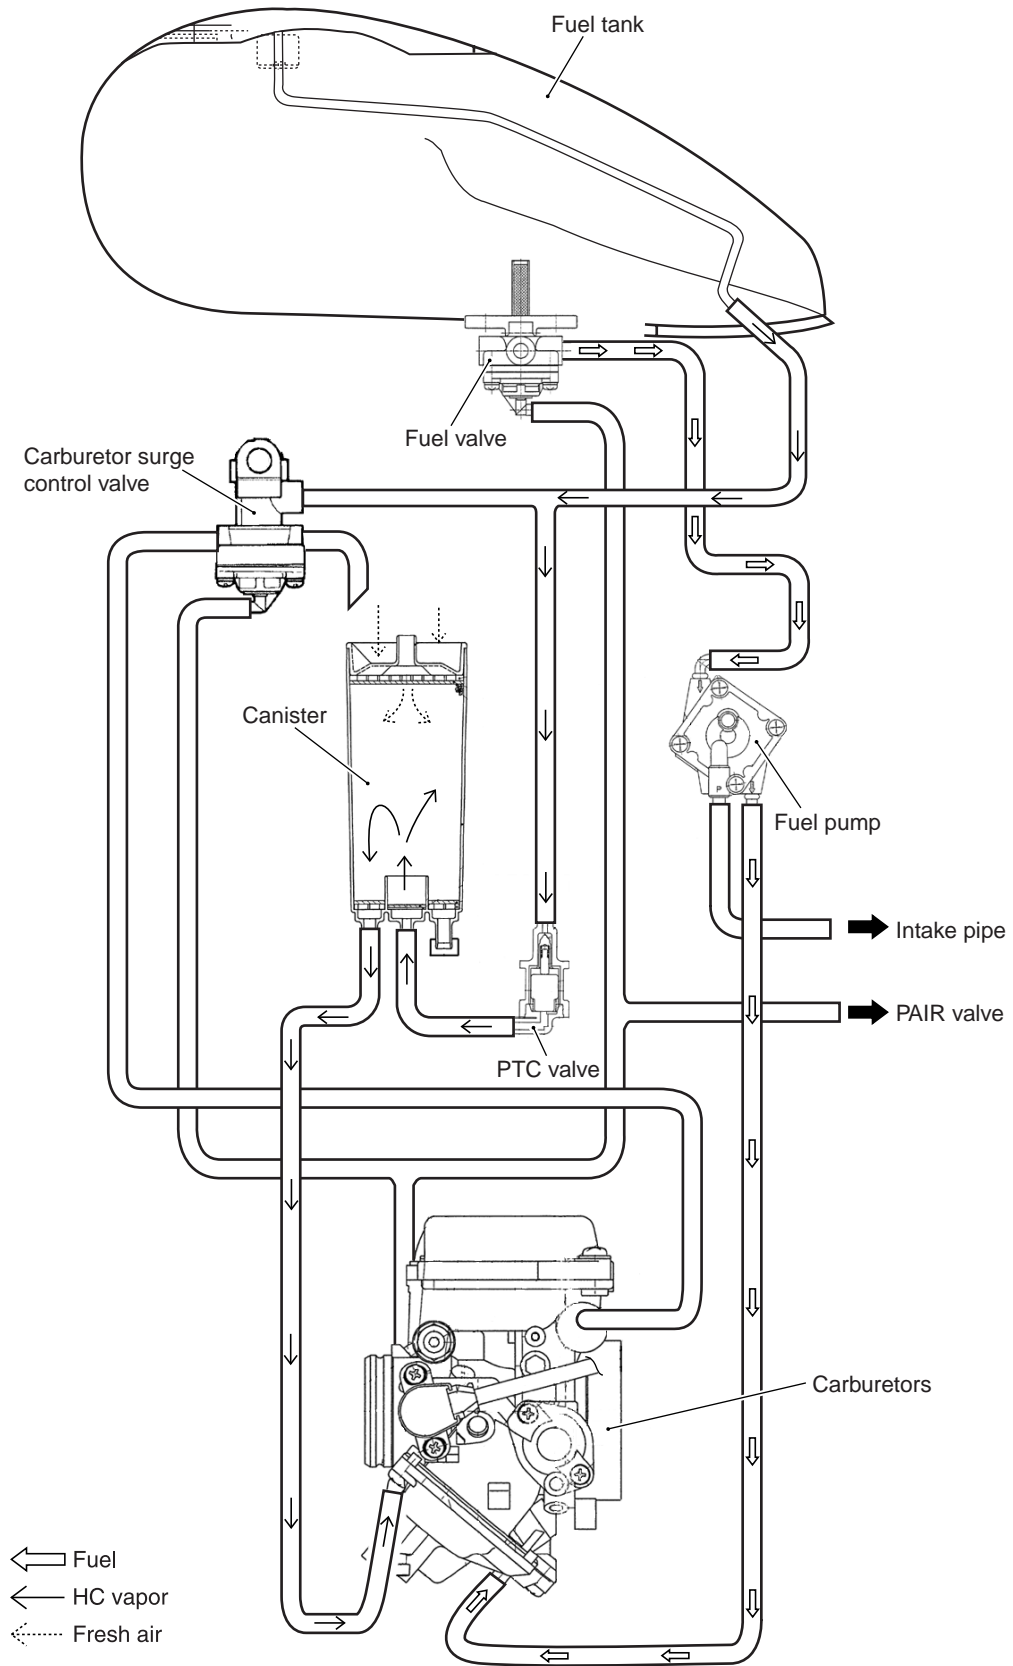 Fuel tank
Fuel valve
Carburetor surge
control valve
Canister
P
Fuel pump
Intake pipe
PAIR valve
PTC valve
Carburetors
Fuel
HC vapor
Fresh air